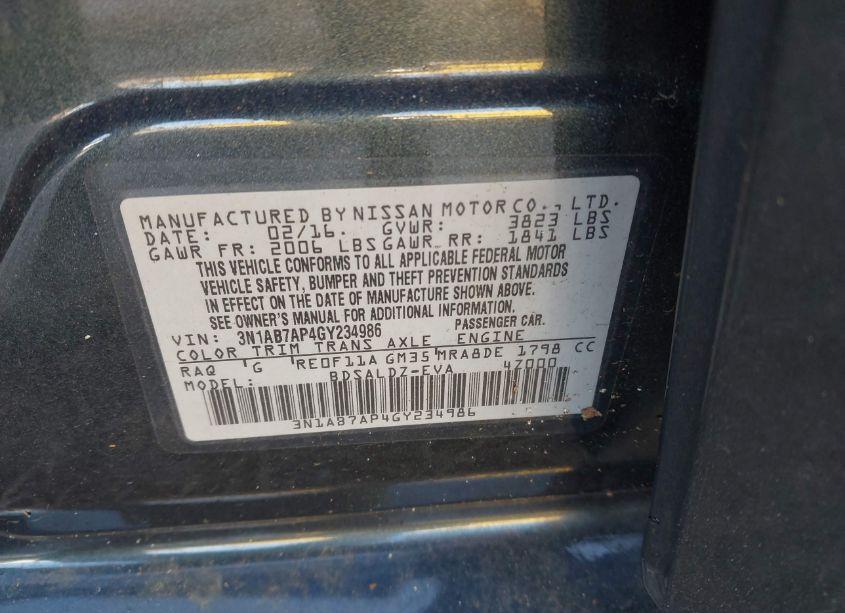 MANUFACTURED BY NISSAN MOTOR CO., LTD.
DATE: 02/16. GVWR: 3823 LBS
GAWR FR: 2006 LBS GAWR RR: 1841 LBS
THIS VEHICLE CONFORMS TO ALL APPLICABLE FEDERAL MOTOR
VEHICLE SAFETY, BUMPER AND THEFT PREVENTION STANDARDS
IN EFFECT ON THE DATE OF MANUFACTURE SHOWN ABOVE.
SEE OWNER'S MANUAL FOR ADDITIONAL INFORMATION.
VIN: 3N1AB7AP4GY234986 PASSENGER CAR.
COLOR TRIM TRANS AXLE ENGINE
RAQ G RE0F11A GM35 MRA8DE 1798 CC
MODEL: BDSALDZ-EVA 4Z000
3N1AB7AP4GY234986